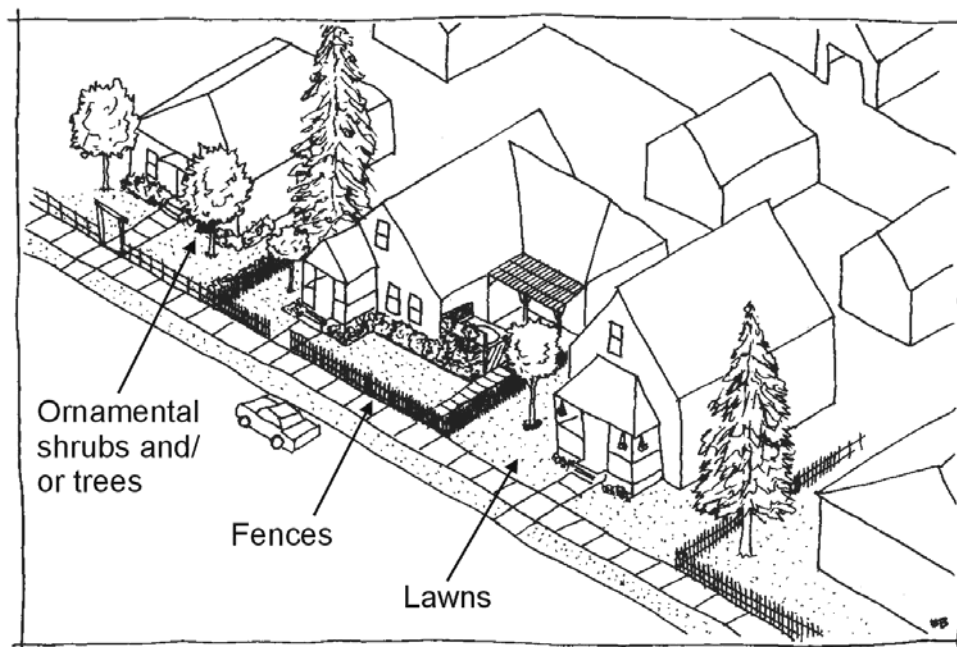 Ornamental
shrubs and/
or trees
Fences
Lawns